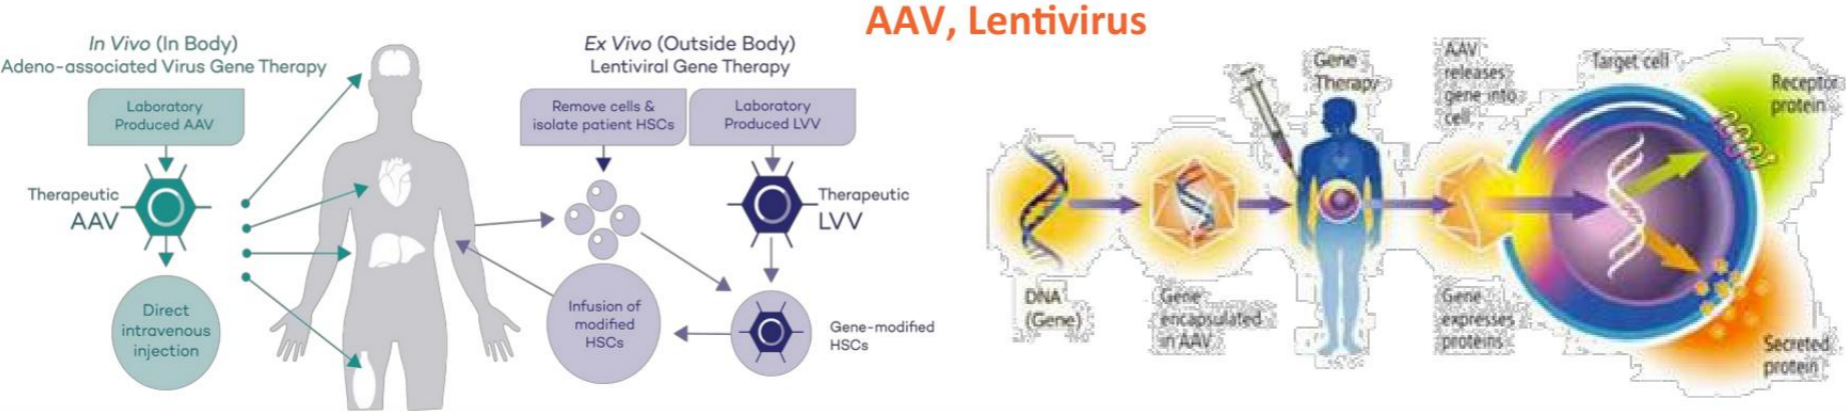 AAV, Lentivirus
In Vivo (In Body)
Adeno-associated Virus Gene Therapy
Laboratory
Produced AAV
Therapeutic
AAV
Direct
intravenous
injection
Ex Vivo (Outside Body)
Lentiviral Gene Therapy
Remove cells &
isolate patient HSCs
Laboratory
Produced LVV
Therapeutic
LVV
Infusion of
modified
HSCs
Gene-modified
HSCs
DNA
(Gene)
Gene
encapsulated
in AAV
Gene
Therapy
AAV
releases
gene into
cell
Gene
expresses
proteins
Target cell
Receptor
protein
Secreted
protein